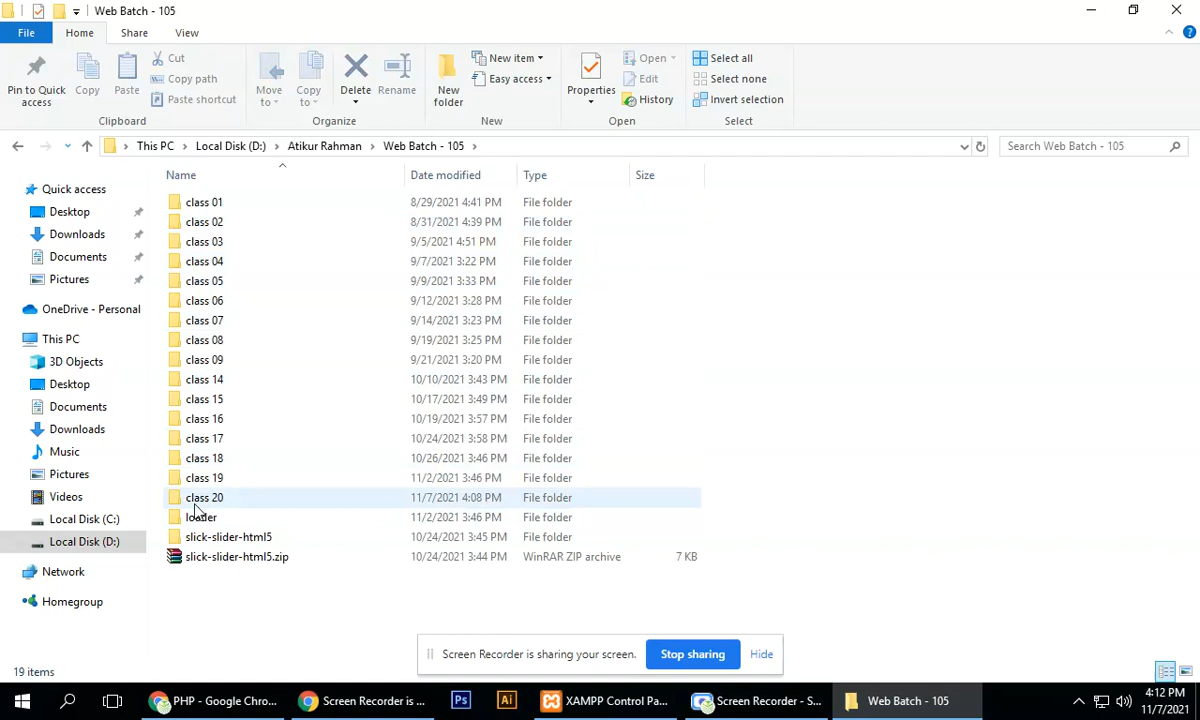 Web Batch - 105
File Home Share View
Pin to Quick access
Copy
Paste
Cut
Copy path
Paste shortcut
Move to
Copy to
Delete
Rename
New folder
New item
Easy access
Properties
Open
Edit
History
Select all
Select none
Invert selection
Clipboard Organize New Open Select
This PC › Local Disk (D:) › Atikur Rahman › Web Batch - 105 ›
Search Web Batch - 105
Name Date modified Type Size
Quick access
Desktop
Downloads
Documents
Pictures
OneDrive - Personal
This PC
3D Objects
Desktop
Documents
Downloads
Music
Pictures
Videos
Local Disk (C:)
Local Disk (D:)
Network
Homegroup
class 01 8/29/2021 4:41 PM File folder
class 02 8/31/2021 4:39 PM File folder
class 03 9/5/2021 4:51 PM File folder
class 04 9/7/2021 3:22 PM File folder
class 05 9/9/2021 3:33 PM File folder
class 06 9/12/2021 3:28 PM File folder
class 07 9/14/2021 3:23 PM File folder
class 08 9/19/2021 3:25 PM File folder
class 09 9/21/2021 3:20 PM File folder
class 14 10/10/2021 3:43 PM File folder
class 15 10/17/2021 3:49 PM File folder
class 16 10/19/2021 3:57 PM File folder
class 17 10/24/2021 3:58 PM File folder
class 18 10/26/2021 3:46 PM File folder
class 19 11/2/2021 3:46 PM File folder
class 20 11/7/2021 4:08 PM File folder
loader 11/2/2021 3:46 PM File folder
slick-slider-html5 10/24/2021 3:45 PM File folder
slick-slider-html5.zip 10/24/2021 3:44 PM WinRAR ZIP archive 7 KB
Screen Recorder is sharing your screen. Stop sharing Hide
19 items
PHP - Google Chro...
Screen Recorder is ...
Ps
Ai
XAMPP Control Pa...
Screen Recorder - S...
Web Batch - 105
4:12 PM
11/7/2021